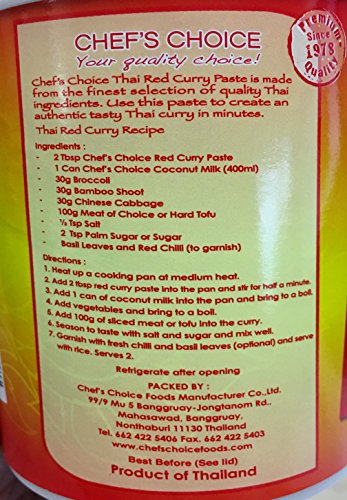 CHEF'S CHOICE
Your quality choice!
Premium
Since
1978
Quality
Chef's Choice Thai Red Curry Paste is made
from the finest selection of quality Thai
ingredients. Use this paste to create an
authentic tasty Thai curry in minutes.
Thai Red Curry Recipe
Ingredients :
- 2 Tbsp Chef's Choice Red Curry Paste
- 1 Can Chef's Choice Coconut Milk (400ml)
- 30g Broccoli
- 30g Bamboo Shoot
- 30g Chinese Cabbage
- 100g Meat of Choice or Hard Tofu
- ½ Tsp Salt
- 2 Tsp Palm Sugar or Sugar
- Basil Leaves and Red Chilli (to garnish)
Directions :
1. Heat up a cooking pan at medium heat.
2. Add 2 tbsp red curry paste into the pan and stir for half a minute.
3. Add 1 can of coconut milk into the pan and bring to a boil.
4. Add vegetables and bring to a boil.
5. Add 100g of sliced meat or tofu into the curry.
6. Season to taste with salt and sugar and mix well.
7. Garnish with fresh chilli and basil leaves (optional) and serve
with rice. Serves 2.
Refrigerate after opening
PACKED BY :
Chef's Choice Foods Manufacturer Co.,Ltd.
99/9 Mu 5 Banggruay-Jongtanom Rd.,
Mahasawad, Banggruay,
Nonthaburi 11130 Thailand
Tel. 662 422 5406 Fax. 662 422 5403
www.chefschoicefoods.com
Best Before (See lid)
Product of Thailand